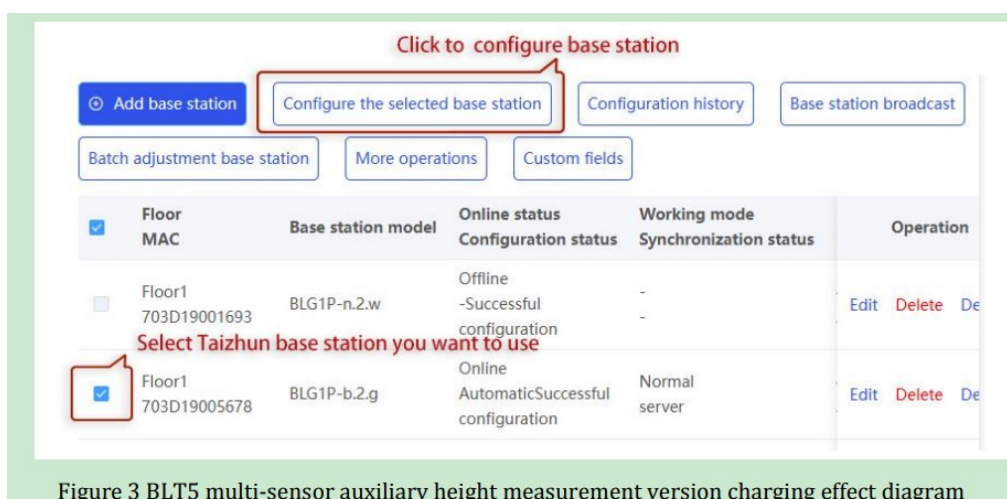 Click to configure base station
Add base station
Configure the selected base station
Configuration history
Base station broadcast
Batch adjustment base station
More operations
Custom fields
Floor
MAC
Base station model
Online status
Configuration status
Working mode
Synchronization status
Operation
Floor1
703D19001693
BLG1P-n.2.w
Offline
-Successful
configuration
-
-
Edit Delete De
Select Taizhun base station you want to use
Floor1
703D19005678
BLG1P-b.2.g
Online
AutomaticSuccessful
configuration
Normal
server
Edit Delete De
Figure 3 BLT5 multi-sensor auxiliary height measurement version charging effect diagram